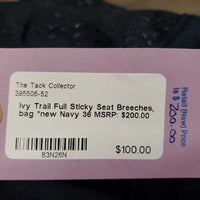 The Tack Collector
395506-52
Ivy Trail Full Sticky Seat Breeches,
bag *new Navy 36 MSRP: $200.00
B3N26N
$100.00
Retail (New) Price
is $ 200.00